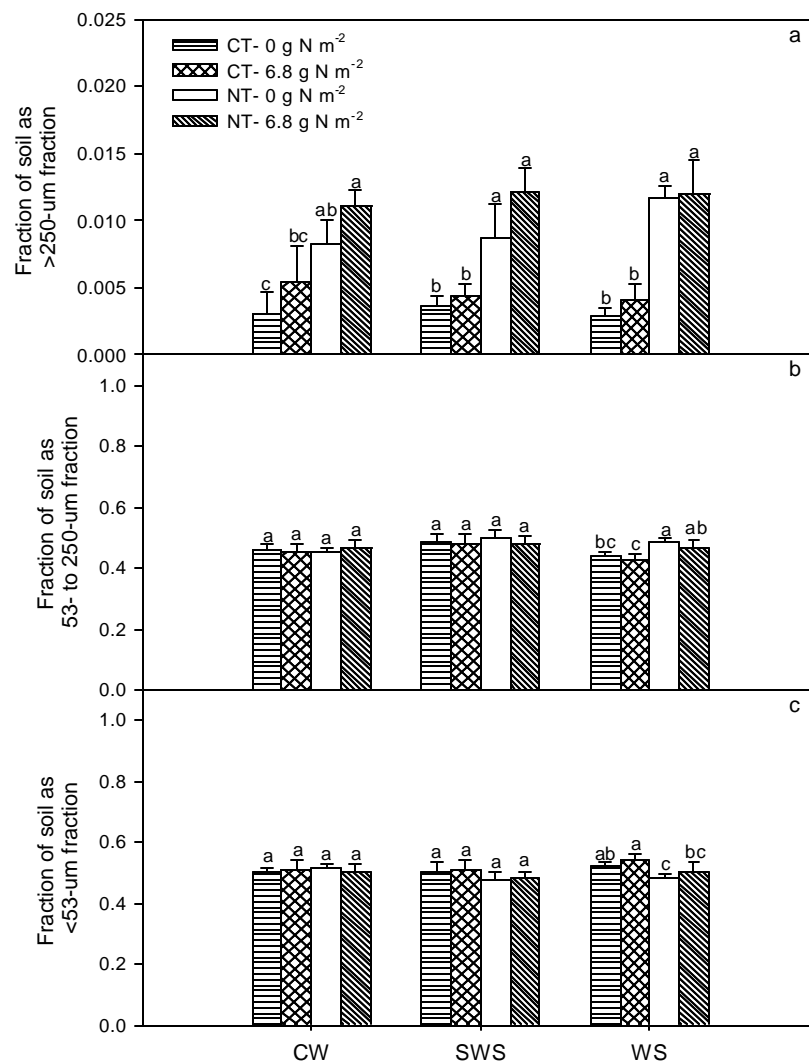 0.025
0.020
0.015
0.010
0.005
0.000
Fraction of soil as
>250-um fraction
a
CT- 0 g N m-2
CT- 6.8 g N m-2
NT- 0 g N m-2
NT- 6.8 g N m-2
c
bc
ab
a
b
b
a
a
b
b
a
a
1.0
0.8
0.6
0.4
0.2
0.0
Fraction of soil as
53- to 250-um fraction
b
a
a
a
a
a
a
a
a
bc
c
a
ab
1.0
0.8
0.6
0.4
0.2
0.0
Fraction of soil as
<53-um fraction
c
a
a
a
a
a
a
a
a
ab
a
c
bc
CW
SWS
WS